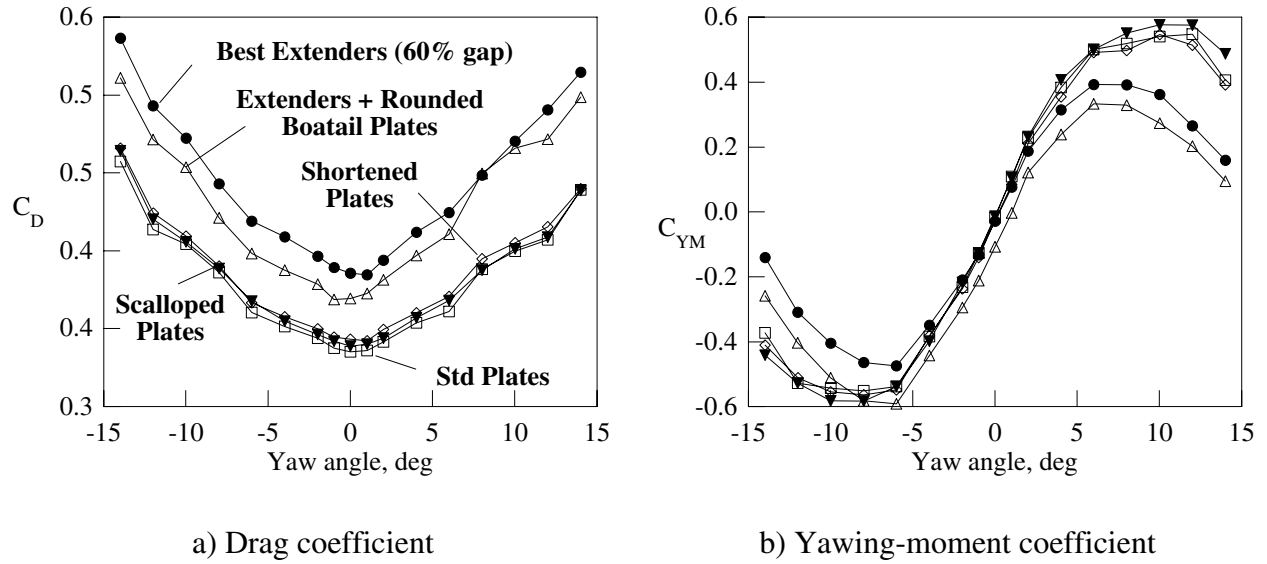 0.6
0.5
0.5
0.4
0.4
0.3
C_D
Best Extenders (60% gap)
Extenders + Rounded
Boatail Plates
Shortened
Plates
Scalloped
Plates
Std Plates
-15 -10 -5 0 5 10 15
Yaw angle, deg
a) Drag coefficient
0.6
0.4
0.2
0.0
-0.2
-0.4
-0.6
C_YM
-15 -10 -5 0 5 10 15
Yaw angle, deg
b) Yawing-moment coefficient